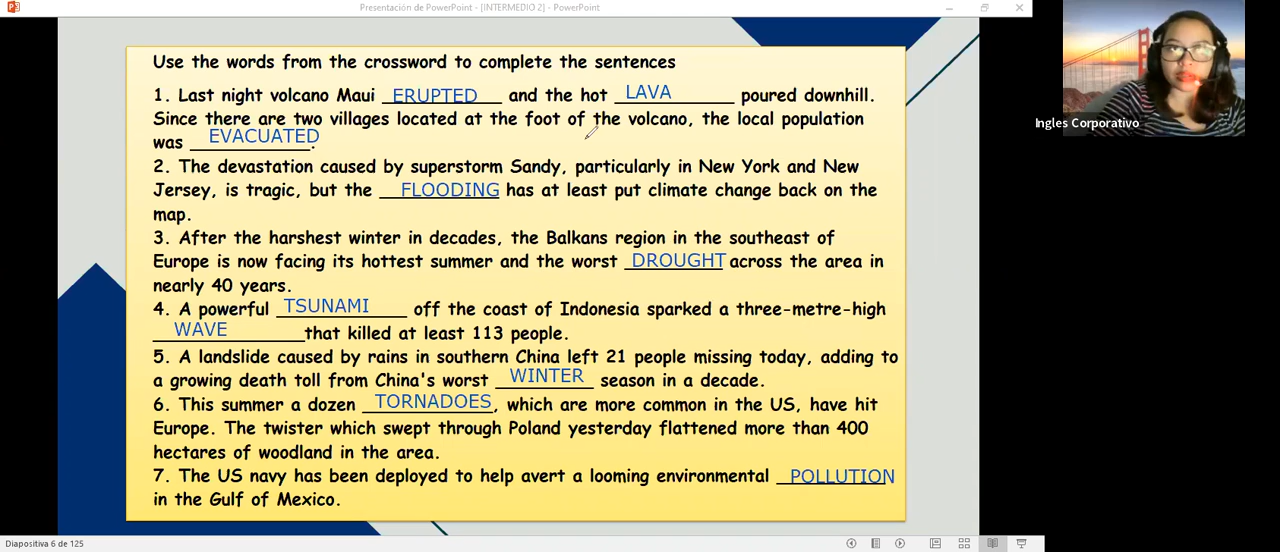 Presentación de PowerPoint - [INTERMEDIO 2] - PowerPoint
Use the words from the crossword to complete the sentences
1. Last night volcano Maui ERUPTED and the hot LAVA poured downhill.
Since there are two villages located at the foot of the volcano, the local population
was EVACUATED.
2. The devastation caused by superstorm Sandy, particularly in New York and New
Jersey, is tragic, but the FLOODING has at least put climate change back on the
map.
3. After the harshest winter in decades, the Balkans region in the southeast of
Europe is now facing its hottest summer and the worst DROUGHT across the area in
nearly 40 years.
4. A powerful TSUNAMI off the coast of Indonesia sparked a three-metre-high
WAVE that killed at least 113 people.
5. A landslide caused by rains in southern China left 21 people missing today, adding to
a growing death toll from China's worst WINTER season in a decade.
6. This summer a dozen TORNADOES, which are more common in the US, have hit
Europe. The twister which swept through Poland yesterday flattened more than 400
hectares of woodland in the area.
7. The US navy has been deployed to help avert a looming environmental POLLUTION
in the Gulf of Mexico.
Ingles Corporativo
Diapositiva 6 de 125